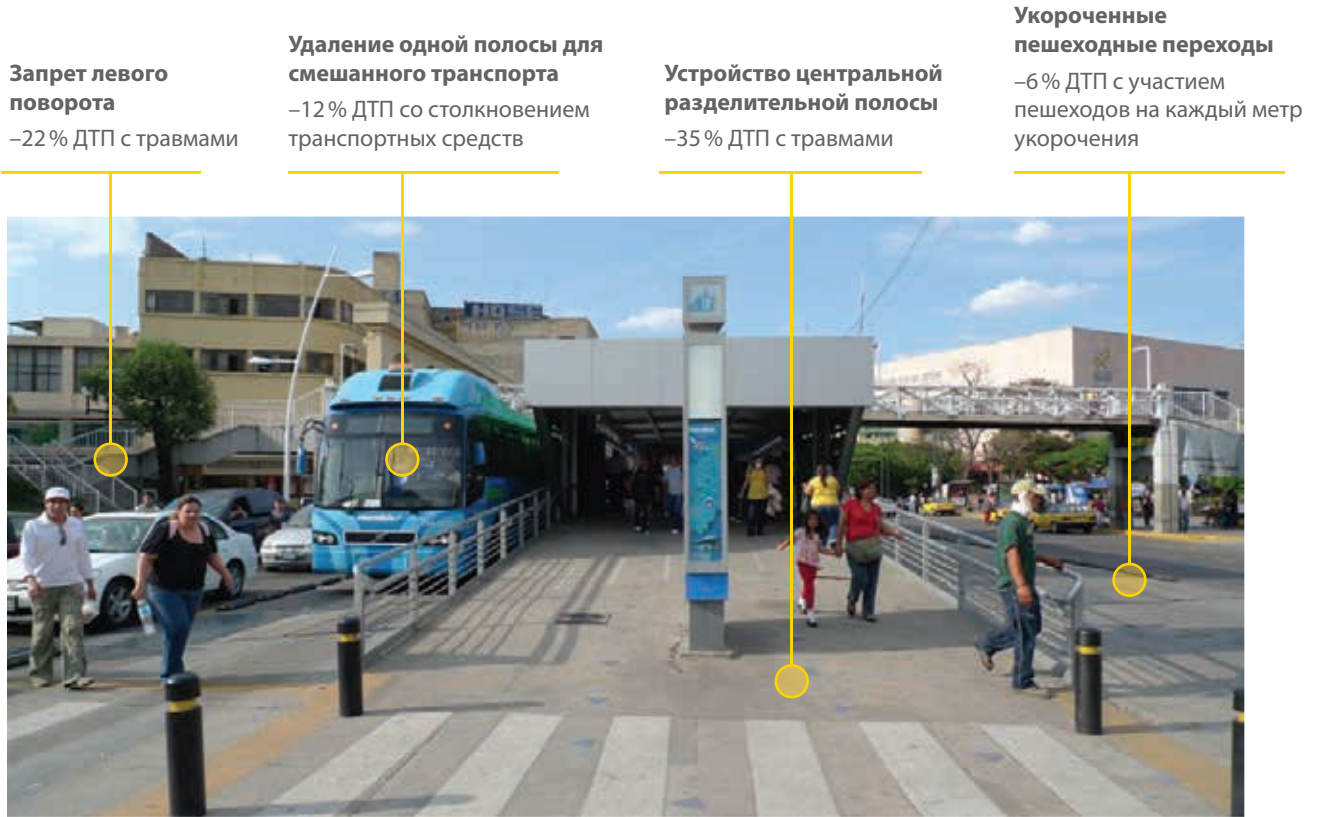 Запрет левого
поворота
–22 % ДТП с травмами
Удаление одной полосы для
смешанного транспорта
–12 % ДТП со столкновением
транспортных средств
Устройство центральной
разделительной полосы
–35 % ДТП с травмами
Укороченные
пешеходные переходы
–6 % ДТП с участием
пешеходов на каждый метр
укорочения